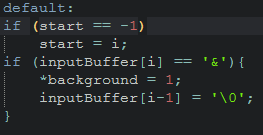 default:
if (start == -1)
    start = i;
if (inputBuffer[i] == '&'){
    *background = 1;
    inputBuffer[i-1] = '\0';
}